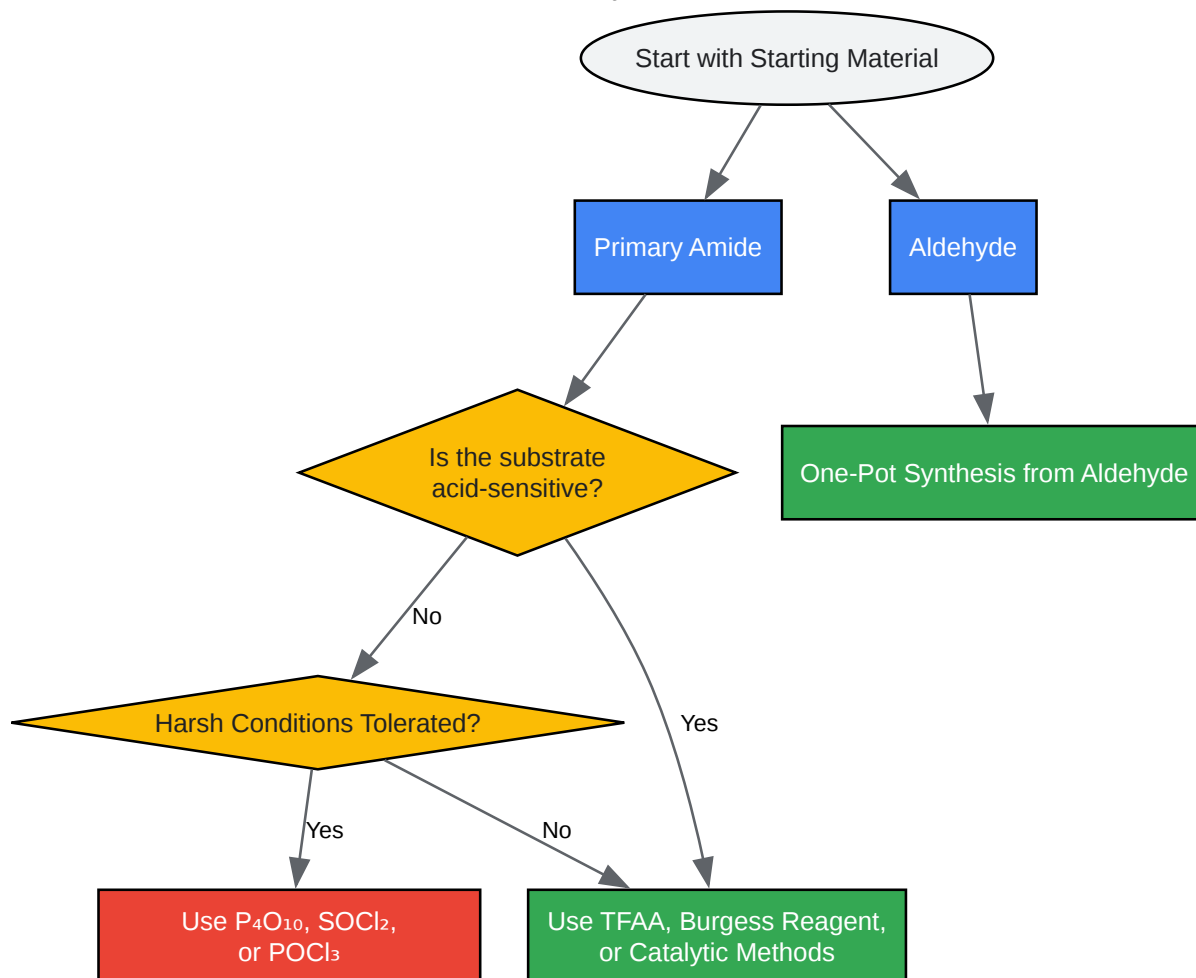 Start with Starting Material
Primary Amide
Aldehyde
Is the substrate
acid-sensitive?
One-Pot Synthesis from Aldehyde
No
Harsh Conditions Tolerated?
Yes
Yes
No
Use P₄O₁₀, SOCl₂,
or POCl₃
Use TFAA, Burgess Reagent,
or Catalytic Methods